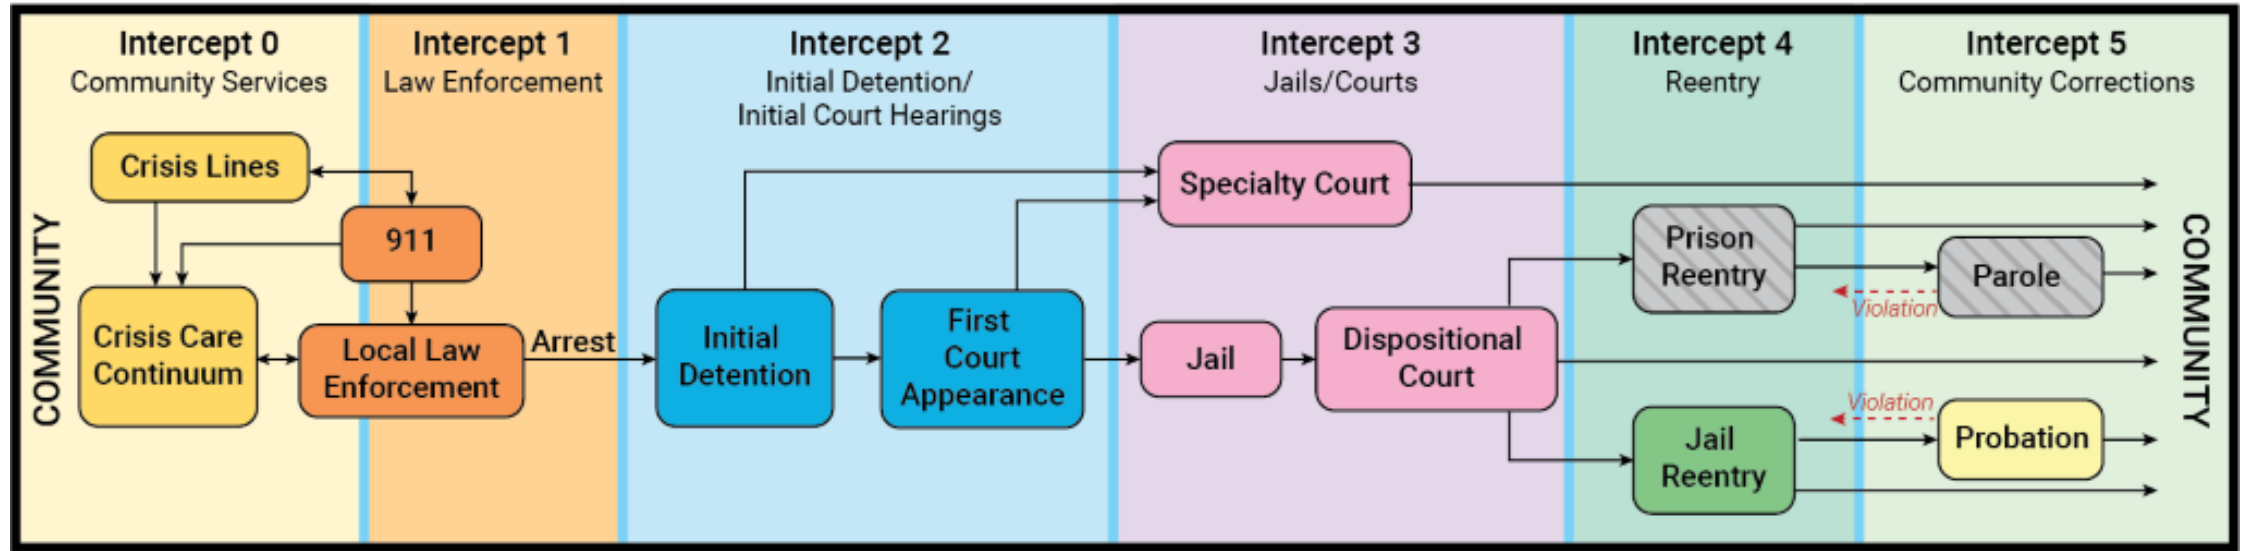 Intercept 0
Community Services
Intercept 1
Law Enforcement
Intercept 2
Initial Detention/
Initial Court Hearings
Intercept 3
Jails/Courts
Intercept 4
Reentry
Intercept 5
Community Corrections
COMMUNITY
Crisis Lines
911
Crisis Care
Continuum
Local Law
Enforcement
Arrest
Initial
Detention
First
Court
Appearance
Specialty Court
Jail
Dispositional
Court
Prison
Reentry
Parole
Violation
Jail
Reentry
Violation
Probation
COMMUNITY